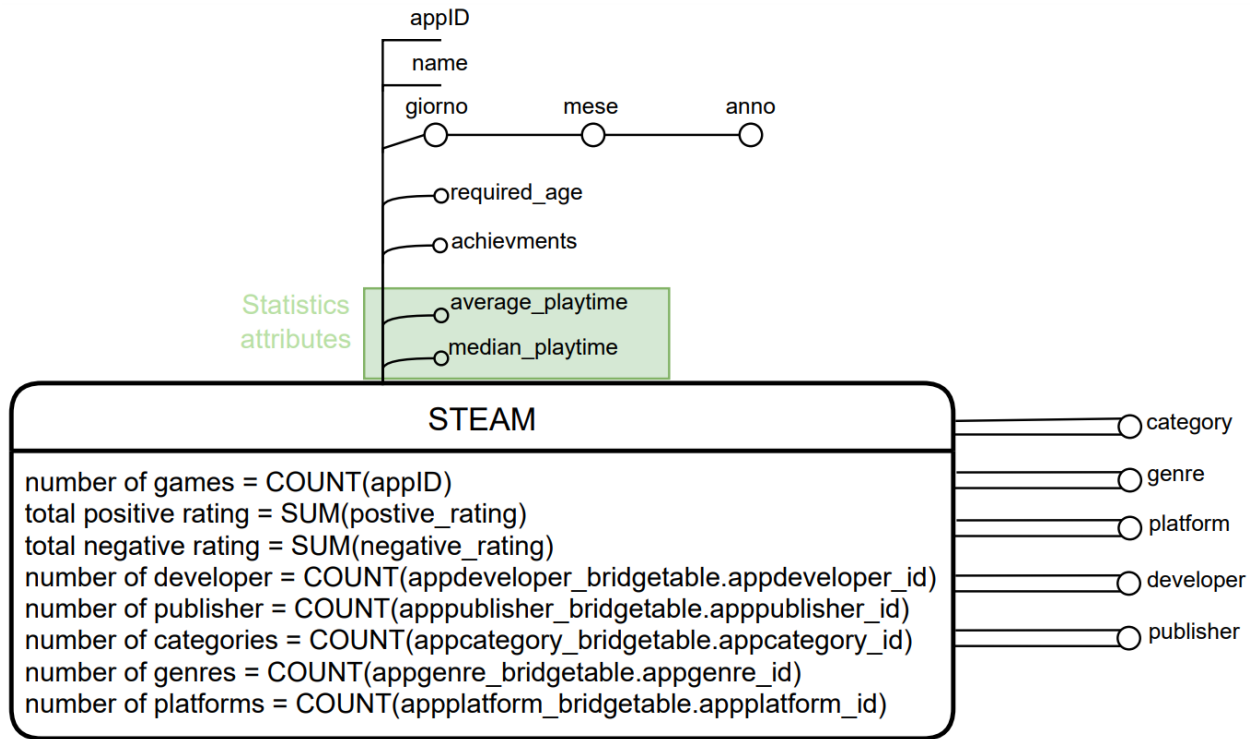 appID
name
giorno mese anno
required_age
achievments
Statistics
attributes
average_playtime
median_playtime
STEAM
number of games = COUNT(appID)
total positive rating = SUM(postive_rating)
total negative rating = SUM(negative_rating)
number of developer = COUNT(appdeveloper_bridgetable.appdeveloper_id)
number of publisher = COUNT(apppublisher_bridgetable.apppublisher_id)
number of categories = COUNT(appcategory_bridgetable.appcategory_id)
number of genres = COUNT(appgenre_bridgetable.appgenre_id)
number of platforms = COUNT(appplatform_bridgetable.appplatform_id)
category
genre
platform
developer
publisher